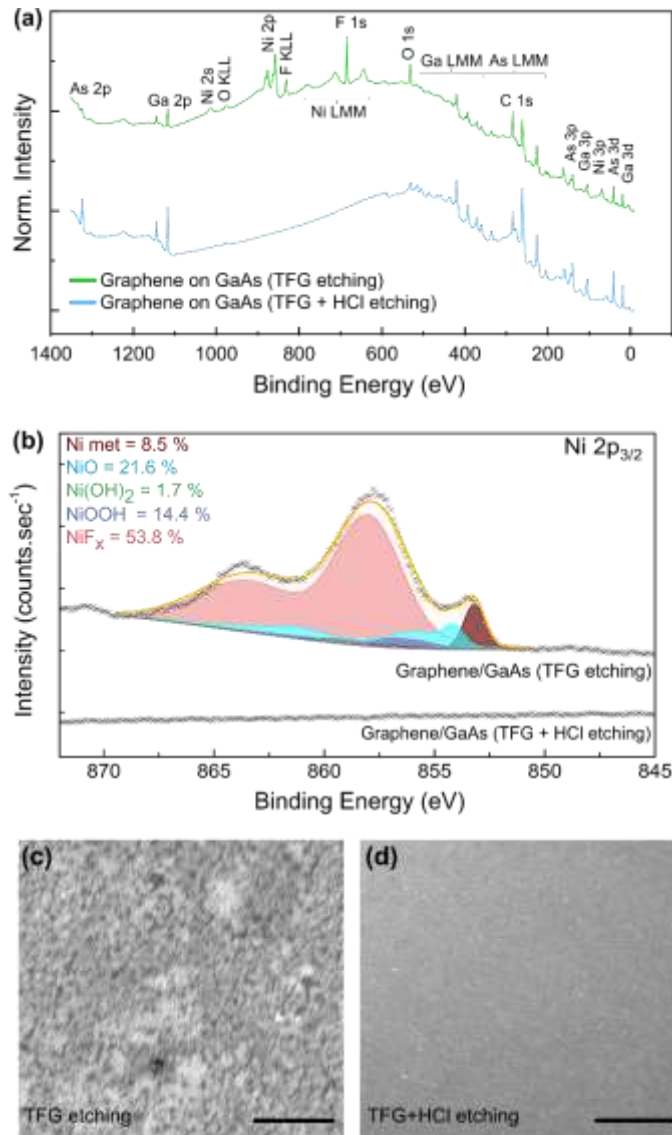 (a)
As 2p
Ga 2p
Ni 2s
O KLL
Ni 2p
F KLL
Ni LMM
F 1s
O 1s
Ga LMM
As LMM
C 1s
As 3p
Ga 3p
Ni 3p
As 3d
Ga 3d
Norm. Intensity
Graphene on GaAs (TFG etching)
Graphene on GaAs (TFG + HCl etching)
1400 1200 1000 800 600 400 200 0
Binding Energy (eV)
(b)
Ni 2p3/2
Ni met = 8.5 %
NiO = 21.6 %
Ni(OH)2 = 1.7 %
NiOOH = 14.4 %
NiFx = 53.8 %
Intensity (counts.sec-1)
Graphene/GaAs (TFG etching)
Graphene/GaAs (TFG + HCl etching)
870 865 860 855 850 845
Binding Energy (eV)
(c)
TFG etching
(d)
TFG+HCl etching